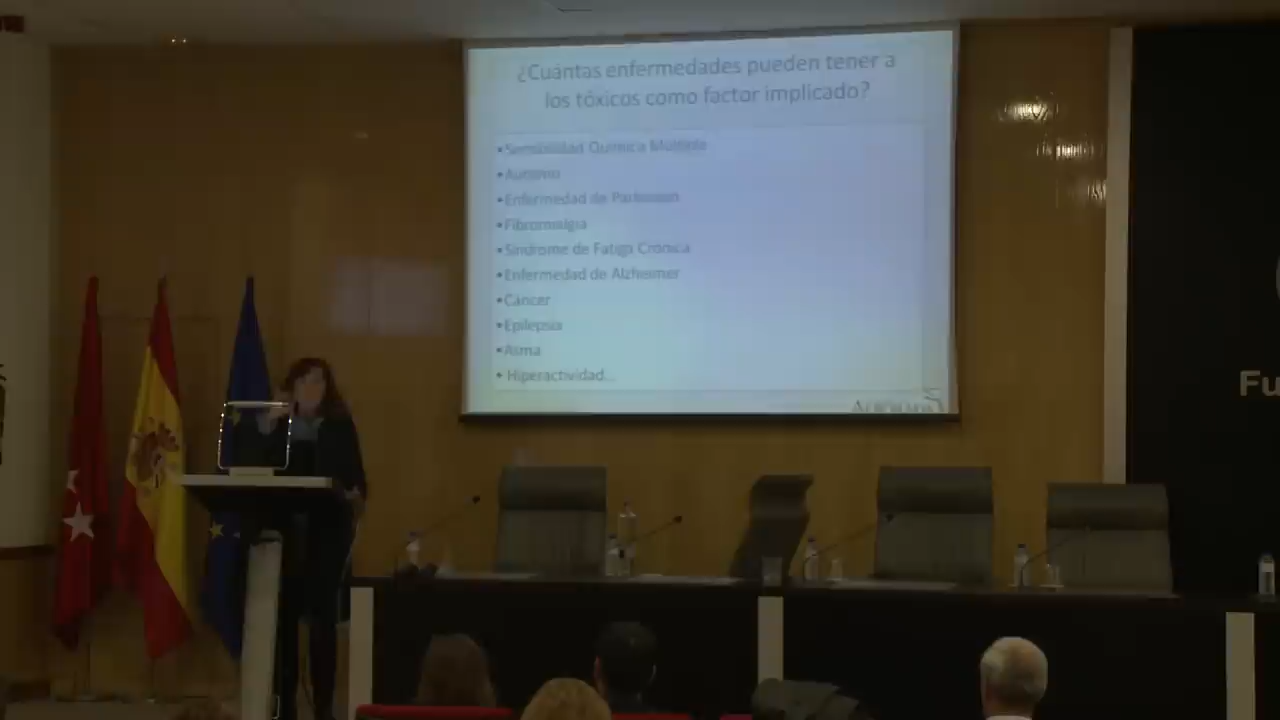 ¿Cuántas enfermedades pueden tener a
los tóxicos como factor implicado?
•Sensibilidad Química Múltiple
•Autismo
•Enfermedad de Parkinson
•Fibromialgia
•Síndrome de Fatiga Crónica
•Enfermedad de Alzheimer
•Cáncer
•Epilepsia
•Asma
• Hiperactividad...
Fu